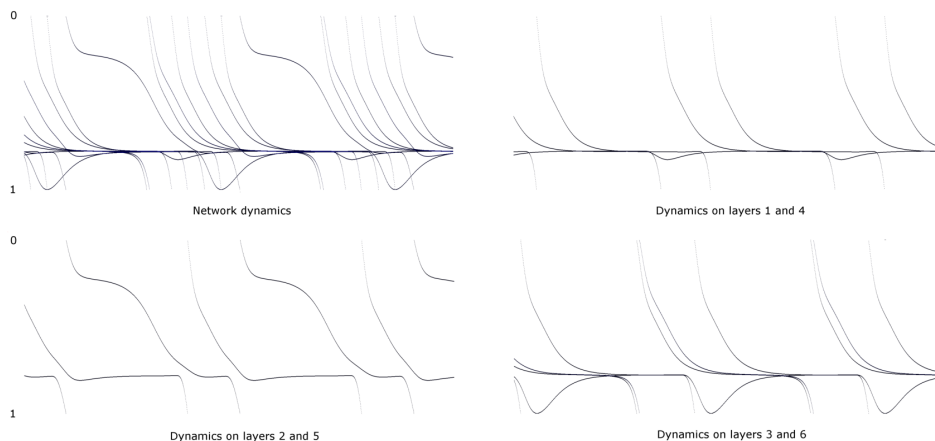 0
1
Network dynamics
Dynamics on layers 1 and 4
0
1
Dynamics on layers 2 and 5
Dynamics on layers 3 and 6